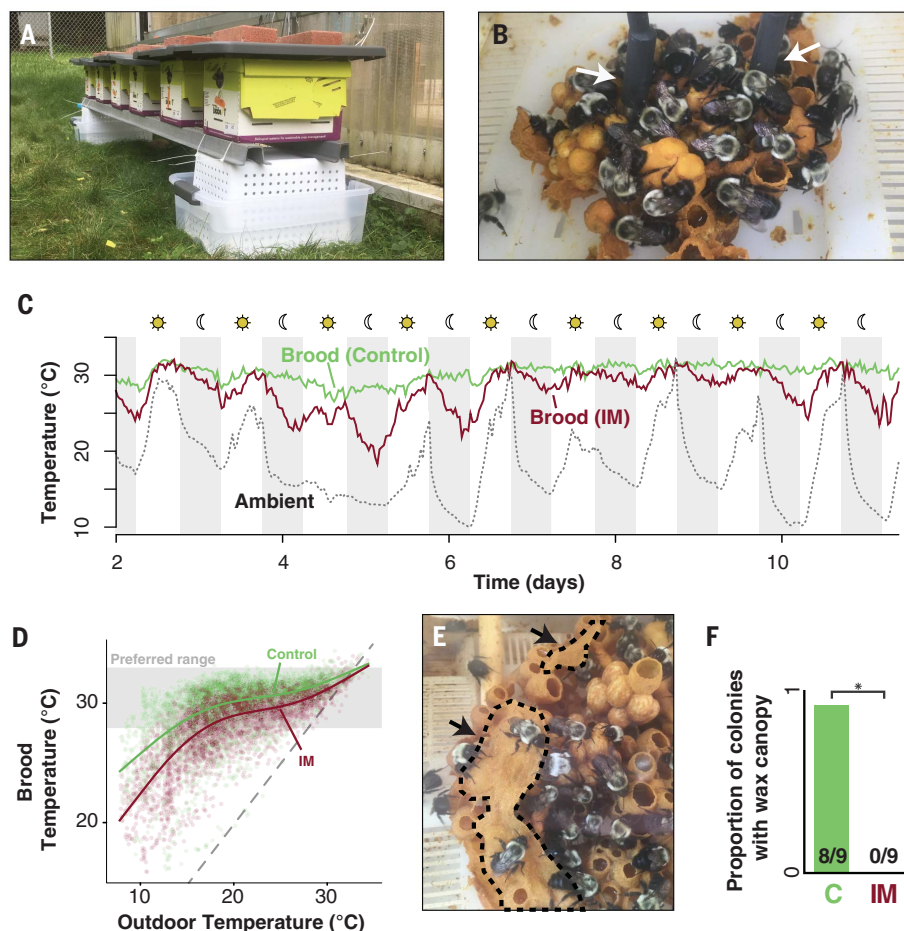 A
B
C
Temperature (°C)
30
20
10
Brood (Control)
Brood (IM)
Ambient
2
4
6
8
10
Time (days)
D
Brood
Temperature (°C)
30
20
Preferred range
Control
IM
10
20
30
Outdoor Temperature (°C)
E
F
Proportion of colonies
with wax canopy
1
0
*
8/9
0/9
C
IM